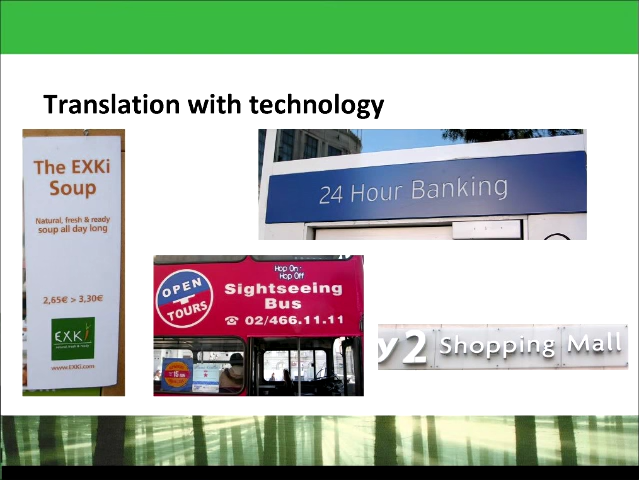 Translation with technology
The EXKi
Soup
Natural, fresh & ready
soup all day long
2,65€ > 3,30€
EXKi
www.EXKi.com
24 Hour Banking
Hop On
Hop Off
OPEN
TOURS
Sightseeing
Bus
☎ 02/466.11.11
y2 Shopping Mall